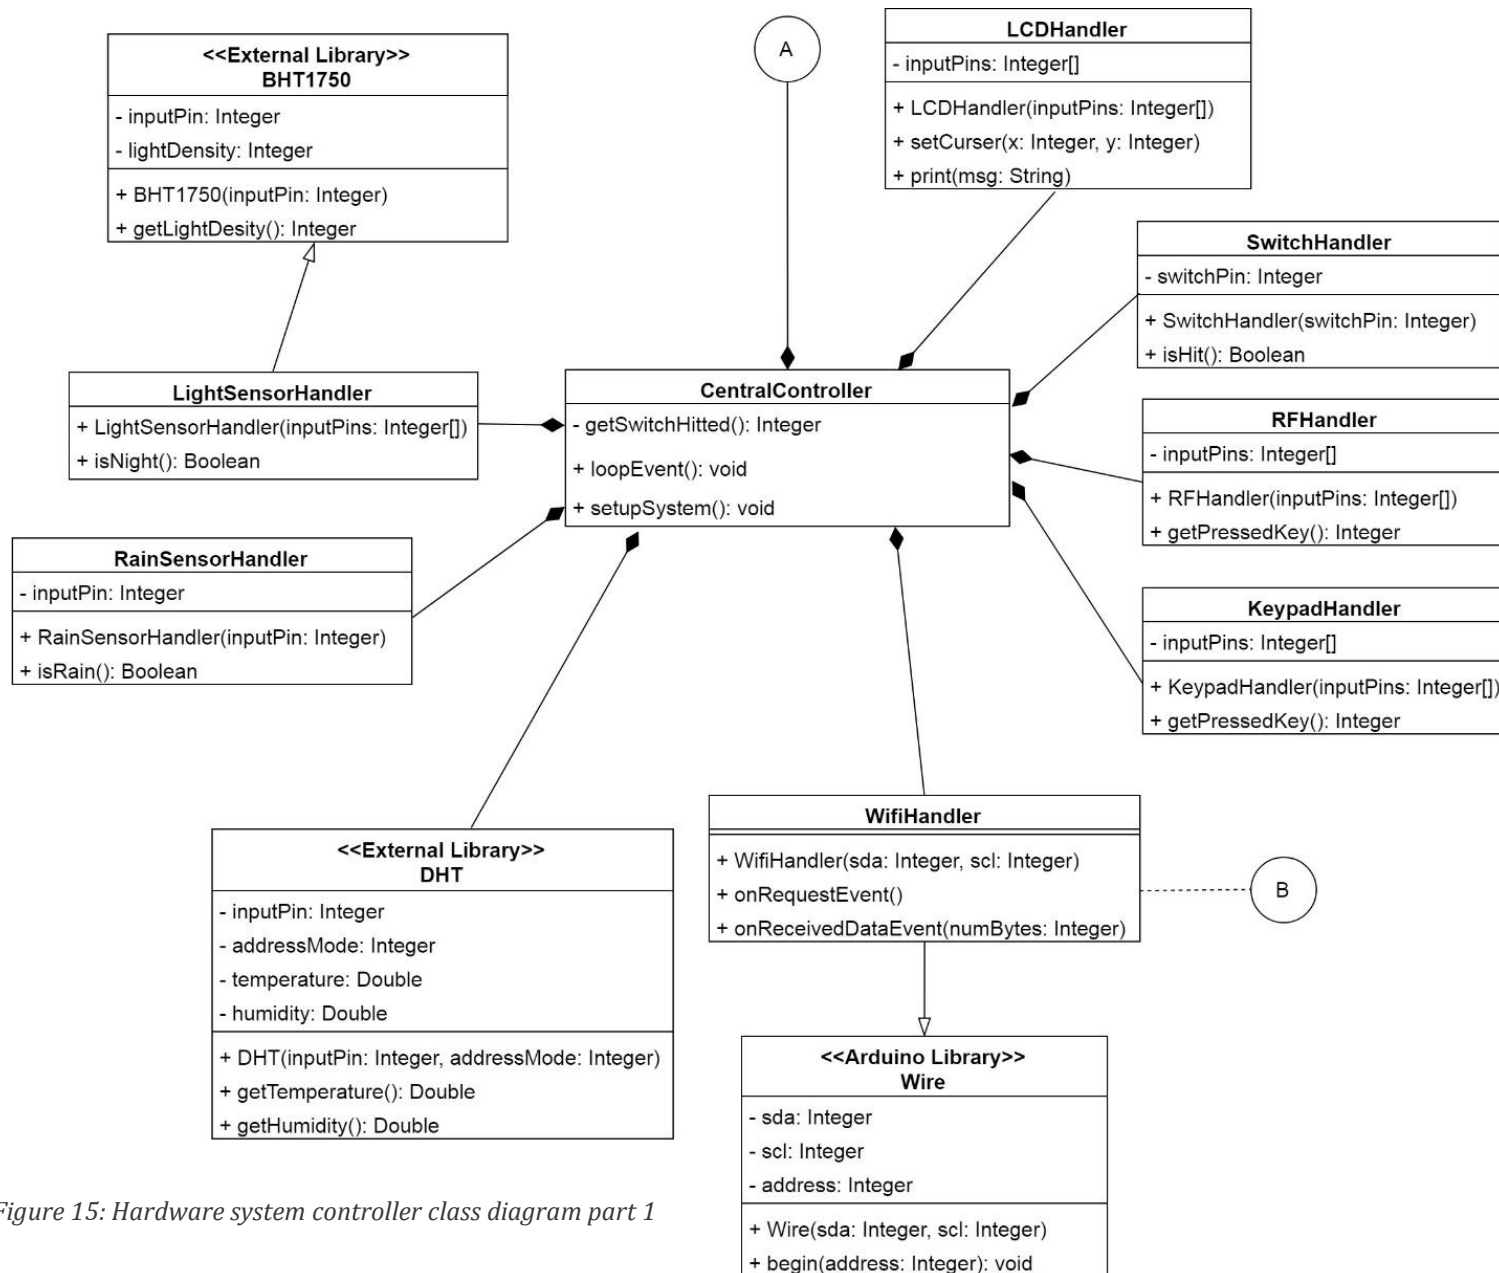 <<External Library>>
BHT1750
- inputPin: Integer
- lightDensity: Integer
+ BHT1750(inputPin: Integer)
+ getLightDesity(): Integer
A
LCDHandler
- inputPins: Integer[]
+ LCDHandler(inputPins: Integer[])
+ setCurser(x: Integer, y: Integer)
+ print(msg: String)
SwitchHandler
- switchPin: Integer
+ SwitchHandler(switchPin: Integer)
+ isHit(): Boolean
LightSensorHandler
+ LightSensorHandler(inputPins: Integer[])
+ isNight(): Boolean
CentralController
- getSwitchHitted(): Integer
+ loopEvent(): void
+ setupSystem(): void
RFHandler
- inputPins: Integer[]
+ RFHandler(inputPins: Integer[])
+ getPressedKey(): Integer
RainSensorHandler
- inputPin: Integer
+ RainSensorHandler(inputPin: Integer)
+ isRain(): Boolean
KeypadHandler
- inputPins: Integer[]
+ KeypadHandler(inputPins: Integer[])
+ getPressedKey(): Integer
<<External Library>>
DHT
- inputPin: Integer
- addressMode: Integer
- temperature: Double
- humidity: Double
+ DHT(inputPin: Integer, addressMode: Integer)
+ getTemperature(): Double
+ getHumidity(): Double
WifiHandler
+ WifiHandler(sda: Integer, scl: Integer)
+ onRequestEvent()
+ onReceivedDataEvent(numBytes: Integer)
B
<<Arduino Library>>
Wire
- sda: Integer
- scl: Integer
- address: Integer
+ Wire(sda: Integer, scl: Integer)
+ begin(address: Integer): void
Figure 15: Hardware system controller class diagram part 1